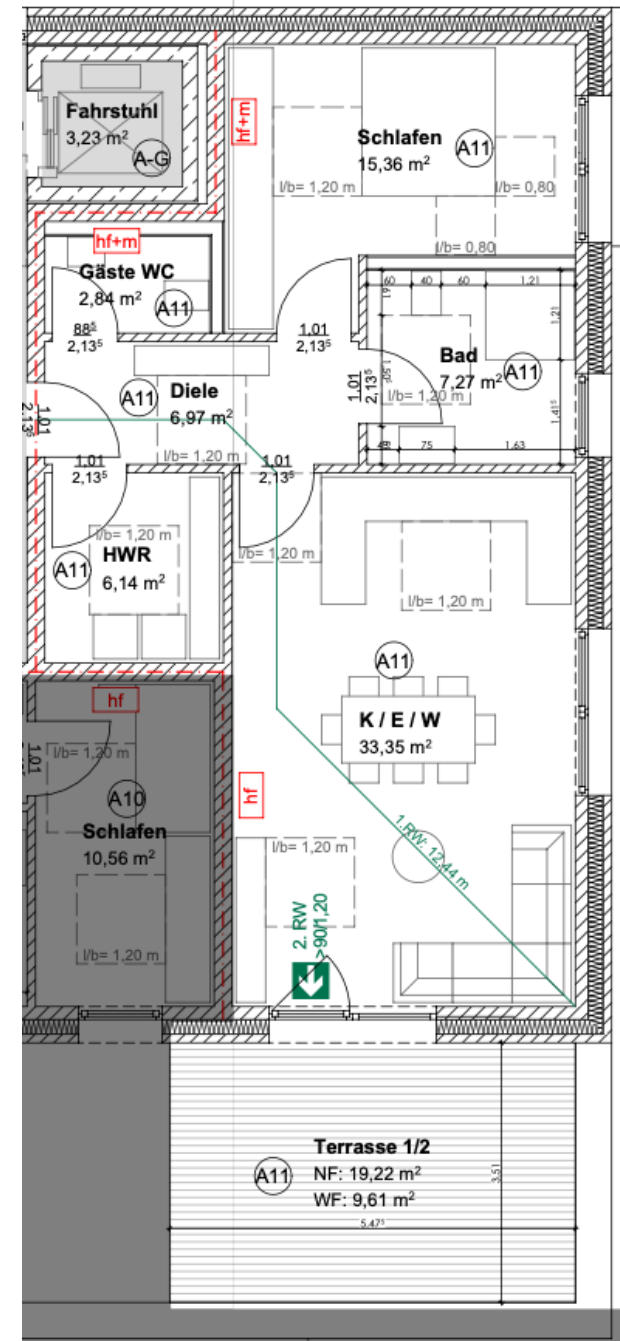 Fahrstuhl
3,23 m²
A-G
hf+m
Schlafen
15,36 m²
A11
l/b= 1,20 m
l/b= 0,80
l/b= 0,80
hf+m
Gäste WC
2,84 m²
A11
88⁵
2,13⁵
1.01
2,13⁵
60
40
60
1.21
1.21
Bad
7,27 m²
A11
l/b= 1,20 m
1.01
2,13⁵
1.41⁵
75
1.63
A11
Diele
6,97 m²
l/b= 1,20 m
1.01
2,13⁵
1.01
2,13⁵
1.01
2,13⁵
l/b= 1,20 m
HWR
6,14 m²
A11
l/b= 1,20 m
l/b= 1,20 m
A11
K / E / W
33,35 m²
hf
1.01
l/b= 1,20 m
A10
Schlafen
10,56 m²
l/b= 1,20 m
hf
l/b= 1,20 m
1.RW: 12,44 m
2. RW
>90/1,20
Terrasse 1/2
A11
NF: 19,22 m²
WF: 9,61 m²
3.51
5.47⁵